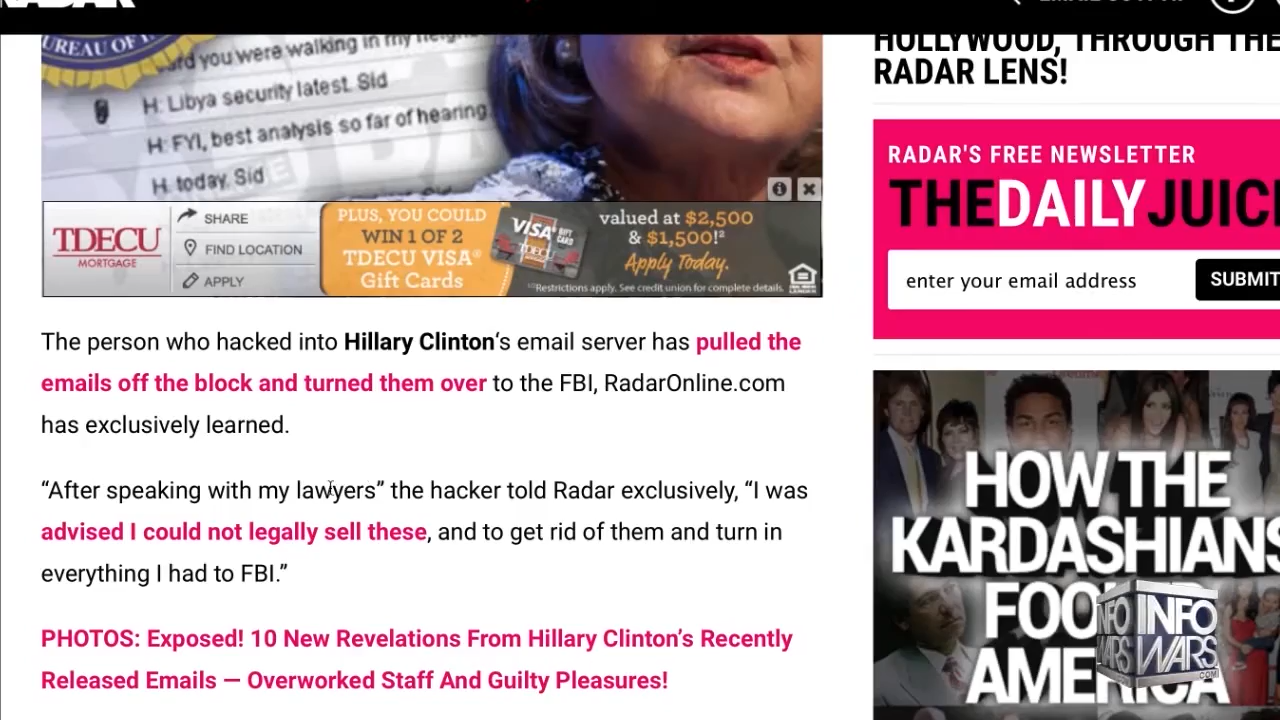 RADAR
BUREAU OF IN
ard you were walking in my neigh
H: Libya security latest. Sid
H: FYI, best analysis so far of hearing
H: today. Sid
TDECU
MORTGAGE
SHARE
FIND LOCATION
APPLY
PLUS, YOU COULD
WIN 1 OF 2
TDECU VISA®
Gift Cards
VISA
valued at $2,500
& $1,500!²
Apply Today.
Restrictions apply. See credit union for complete details.
The person who hacked into Hillary Clinton‘s email server has pulled the
emails off the block and turned them over to the FBI, RadarOnline.com
has exclusively learned.
“After speaking with my lawyers” the hacker told Radar exclusively, “I was
advised I could not legally sell these, and to get rid of them and turn in
everything I had to FBI.”
PHOTOS: Exposed! 10 New Revelations From Hillary Clinton’s Recently
Released Emails — Overworked Staff And Guilty Pleasures!
HOLLYWOOD, THROUGH THE
RADAR LENS!
RADAR'S FREE NEWSLETTER
THEDAILYJUIC
enter your email address
SUBMIT
HOW THE
KARDASHIANS
FOO
AMERICA
INFO
WARS
.COM